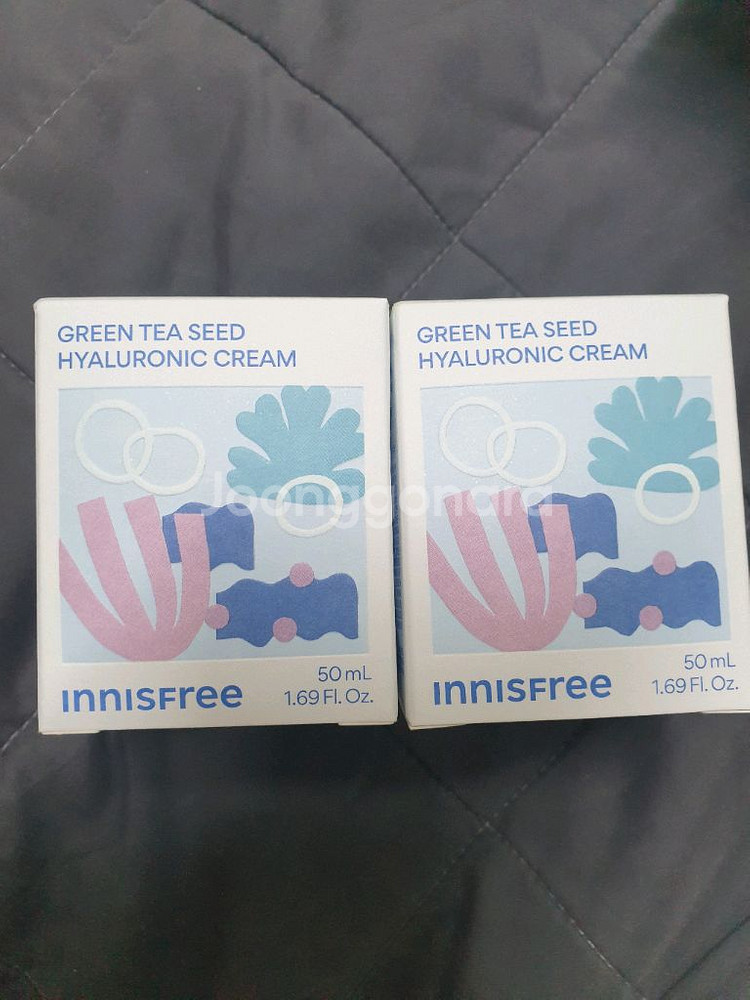 GREEN TEA SEED
HYALURONIC CREAM
INNISFree
50 mL
1.69 Fl. Oz.
GREEN TEA SEED
HYALURONIC CREAM
INNISFree
50 mL
1.69 Fl. Oz.
Joonggonara